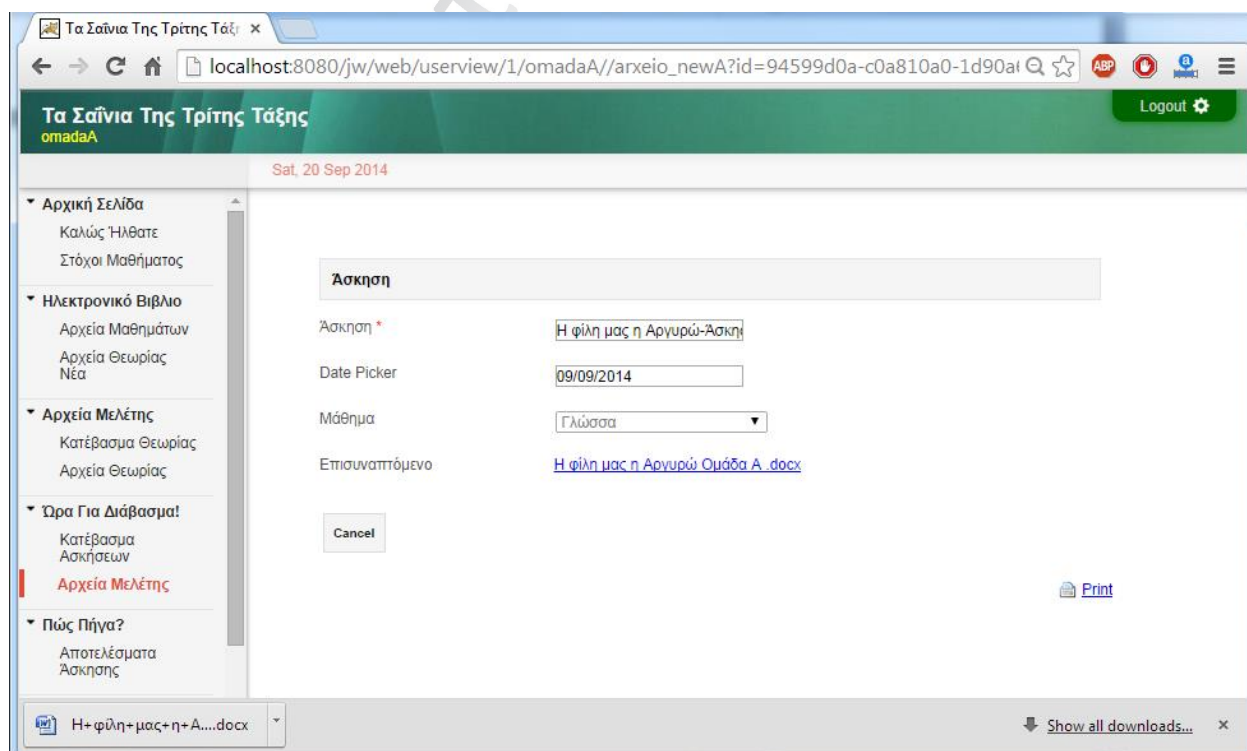 Τα Σαΐνια Της Τρίτης Τάξη
localhost:8080/jw/web/userview/1/omadaA//arxeio_newA?id=94599d0a-c0a810a0-1d90a
ABP
Τα Σαΐνια Της Τρίτης Τάξης
omadaA
Logout
Sat, 20 Sep 2014
Αρχική Σελίδα
Καλώς Ήλθατε
Στόχοι Μαθήματος
Ηλεκτρονικό Βιβλιο
Αρχεία Μαθημάτων
Αρχεία Θεωρίας
Νέα
Αρχεία Μελέτης
Κατέβασμα Θεωρίας
Αρχεία Θεωρίας
Ώρα Για Διάβασμα!
Κατέβασμα
Ασκήσεων
Αρχεία Μελέτης
Πώς Πήγα?
Αποτελέσματα
Άσκησης
Άσκηση
Άσκηση * Η φίλη μας η Αργυρώ-Άσκησ
Date Picker 09/09/2014
Μάθημα Γλώσσα
Επισυναπτόμενο Η φίλη μας η Αργυρώ Ομάδα Α .docx
Cancel
Print
Η+φίλη+μας+η+Α....docx
Show all downloads...